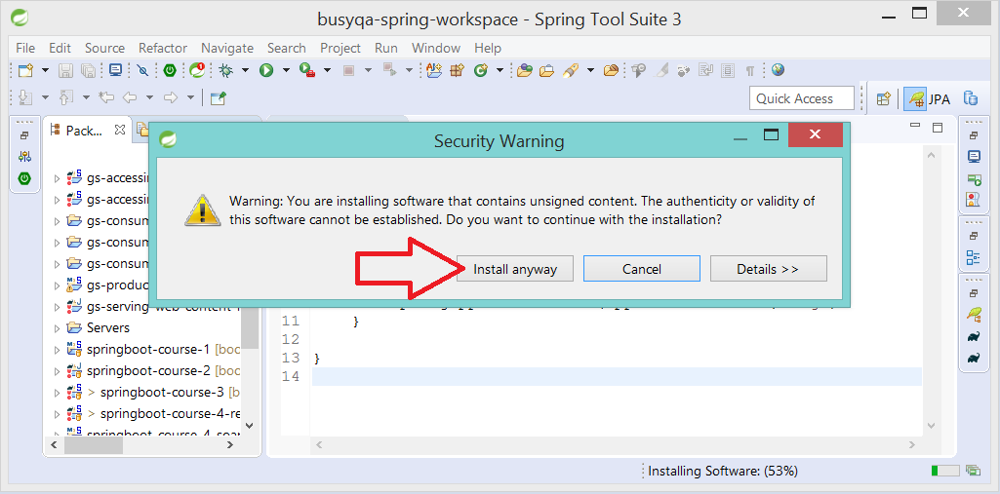 busyqa-spring-workspace - Spring Tool Suite 3
File Edit Source Refactor Navigate Search Project Run Window Help
Quick Access
JPA
Pack...
Security Warning
Warning: You are installing software that contains unsigned content. The authenticity or validity of
this software cannot be established. Do you want to continue with the installation?
Install anyway
Cancel
Details >>
gs-accessin
gs-accessin
gs-consum
gs-consum
gs-consum
gs-produc
gs-serving-web-content-
Servers
springboot-course-1 [boo
springboot-course-2 [boo
> springboot-course-3 [b
> springboot-course-4-re
11 }
12
13 }
14
Installing Software: (53%)